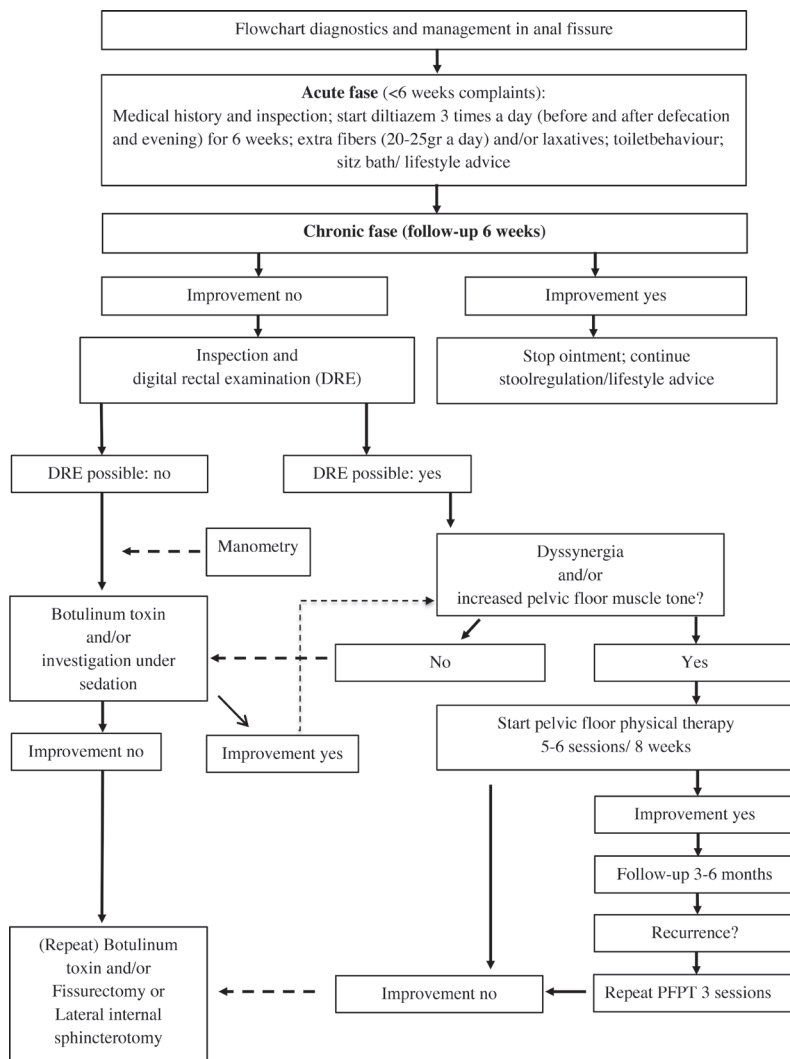 Flowchart diagnostics and management in anal fissure
Acute fase (<6 weeks complaints):
Medical history and inspection; start diltiazem 3 times a day (before and after defecation
and evening) for 6 weeks; extra fibers (20-25gr a day) and/or laxatives; toiletbehaviour;
sitz bath/ lifestyle advice
Chronic fase (follow-up 6 weeks)
Improvement no
Improvement yes
Inspection and
digital rectal examination (DRE)
Stop ointment; continue
stoolregulation/lifestyle advice
DRE possible: no
DRE possible: yes
Manometry
Dyssynergia
and/or
increased pelvic floor muscle tone?
Botulinum toxin
and/or
investigation under
sedation
No
Yes
Improvement no
Improvement yes
Start pelvic floor physical therapy
5-6 sessions/ 8 weeks
Improvement yes
Follow-up 3-6 months
Recurrence?
(Repeat) Botulinum
toxin and/or
Fissurectomy or
Lateral internal
sphincterotomy
Improvement no
Repeat PFPT 3 sessions